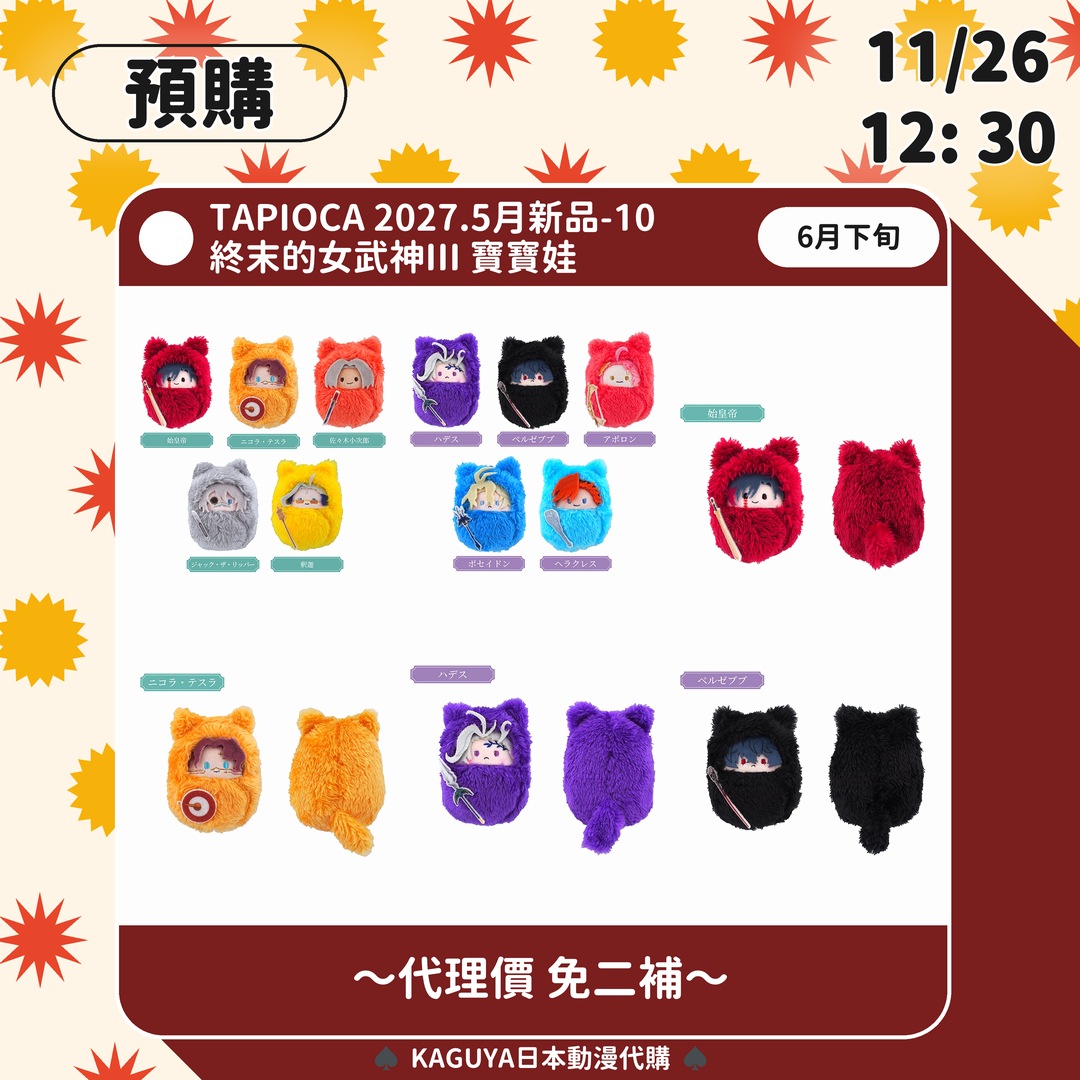 預購
11/26
12: 30
TAPIOCA 2027.5月新品-10
終末的女武神III 寶寶娃
6月下旬
始皇帝
ニコラ・テスラ
佐々木小次郎
ハデス
ベルゼブブ
アポロン
始皇帝
ジャック・ザ・リッパー
釈迦
ポセイドン
ヘラクレス
ニコラ・テスラ
ハデス
ベルゼブブ
～代理價 免二補～
KAGUYA日本動漫代購